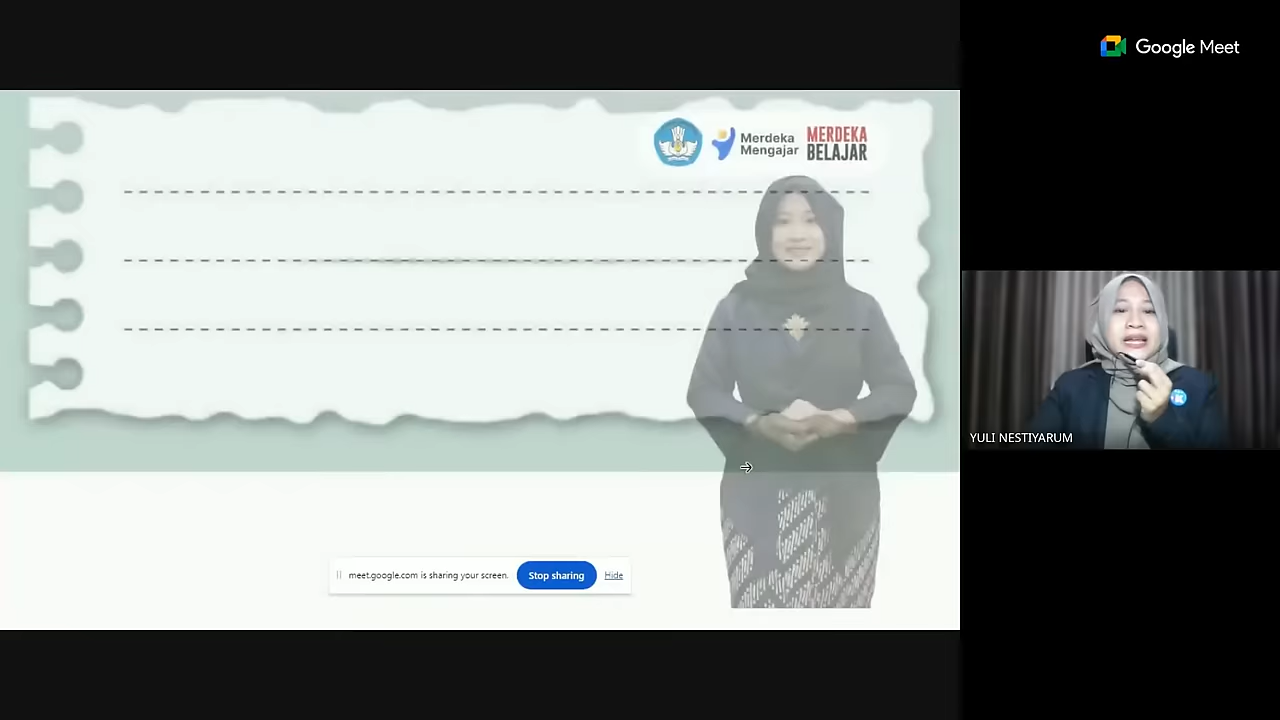 Google Meet
Merdeka
Mengajar
MERDEKA
BELAJAR
YULI NESTIYARUM
meet.google.com is sharing your screen.
Stop sharing
Hide